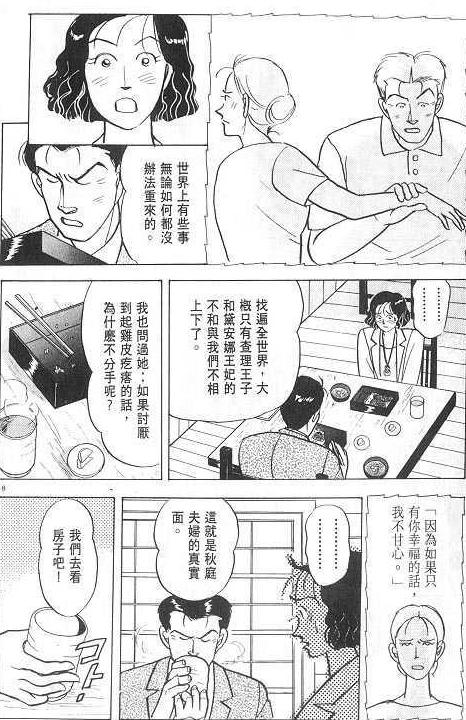 世界上有些事
無論如何都沒
辦法重來的。
………
找遍全世界，大
概只有查理王子
和黛安娜王妃的
不和與我們不相
上下了。
我也問過她：如果討厭
到起雞皮疙瘩的話，
為什麼不分手呢？
「因為如果只
有你幸福的話，
我不甘心。」
………
這就是秋庭
夫婦的真實
面。
我們去看
房子吧！
コト